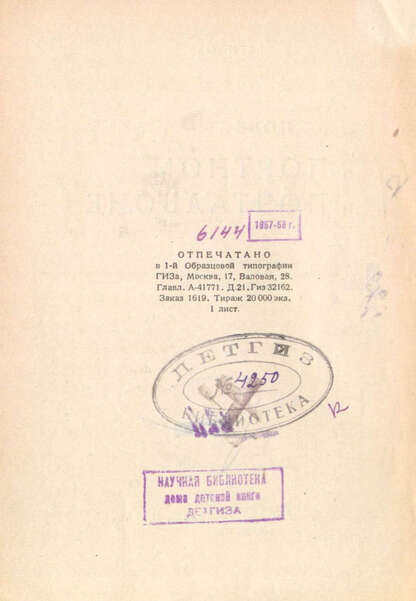 6144
1957-58 г.
ОТПЕЧАТАНО
в 1-й Образцовой типографии
ГИЗа, Москва, 17, Валовая, 28.
Главл. А-41771. Д.21. Гиз 32162.
Заказ 1619. Тираж 20 000 экз.
1 лист.
ДЕТГИЗ
№ 4250
БИБЛИОТЕКА
НАУЧНАЯ БИБЛИОТЕКА
дома детской книги
ДЕТГИЗА